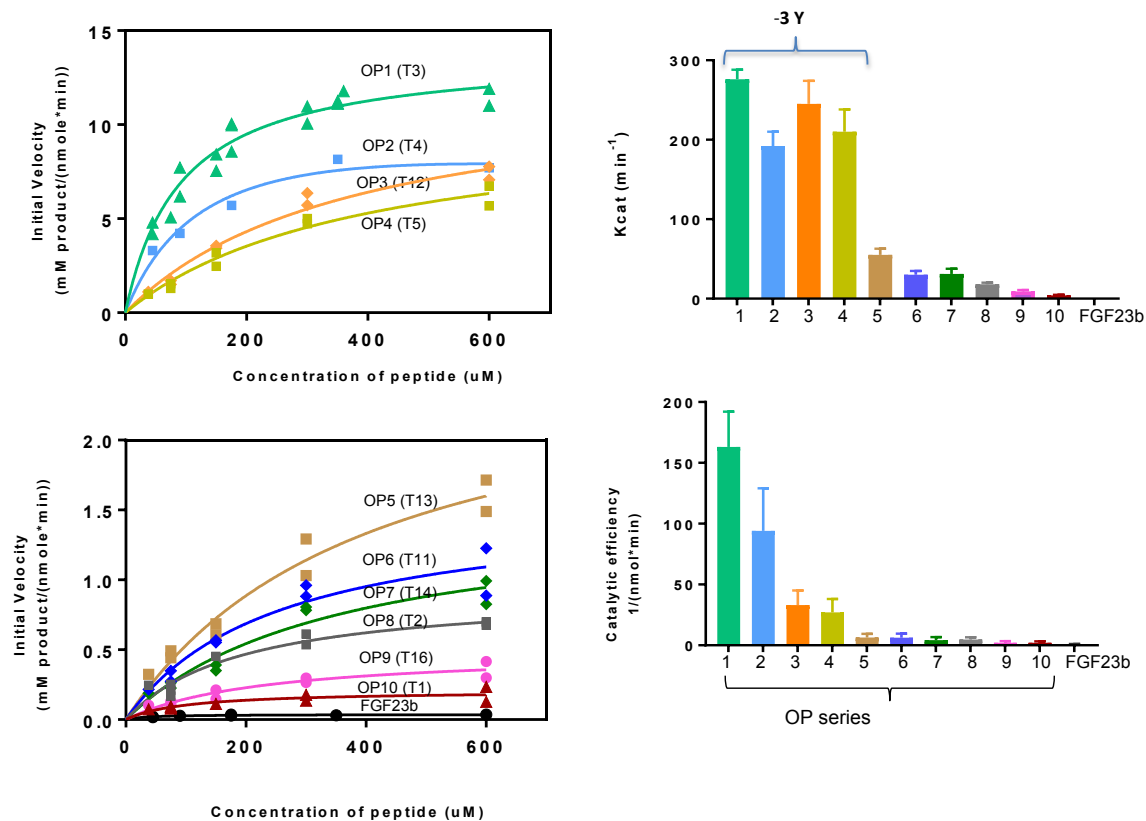 15
10
5
0
0
200
400
600
Initial Velocity
(mM product/(nmole*min))
OP1 (T3)
OP2 (T4)
OP3 (T12)
OP4 (T5)
Concentration of peptide (uM)
-3 Y
300
200
100
0
Kcat (min-1)
1 2 3 4 5 6 7 8 9 10 FGF23b
2.0
1.5
1.0
0.5
0.0
0
200
400
600
Initial Velocity
(mM product/(nmole*min))
OP5 (T13)
OP6 (T11)
OP7 (T14)
OP8 (T2)
OP9 (T16)
OP10 (T1)
FGF23b
Concentration of peptide (uM)
200
150
100
50
0
Catalytic efficiency
1/(nmol*min)
1 2 3 4 5 6 7 8 9 10 FGF23b
OP series